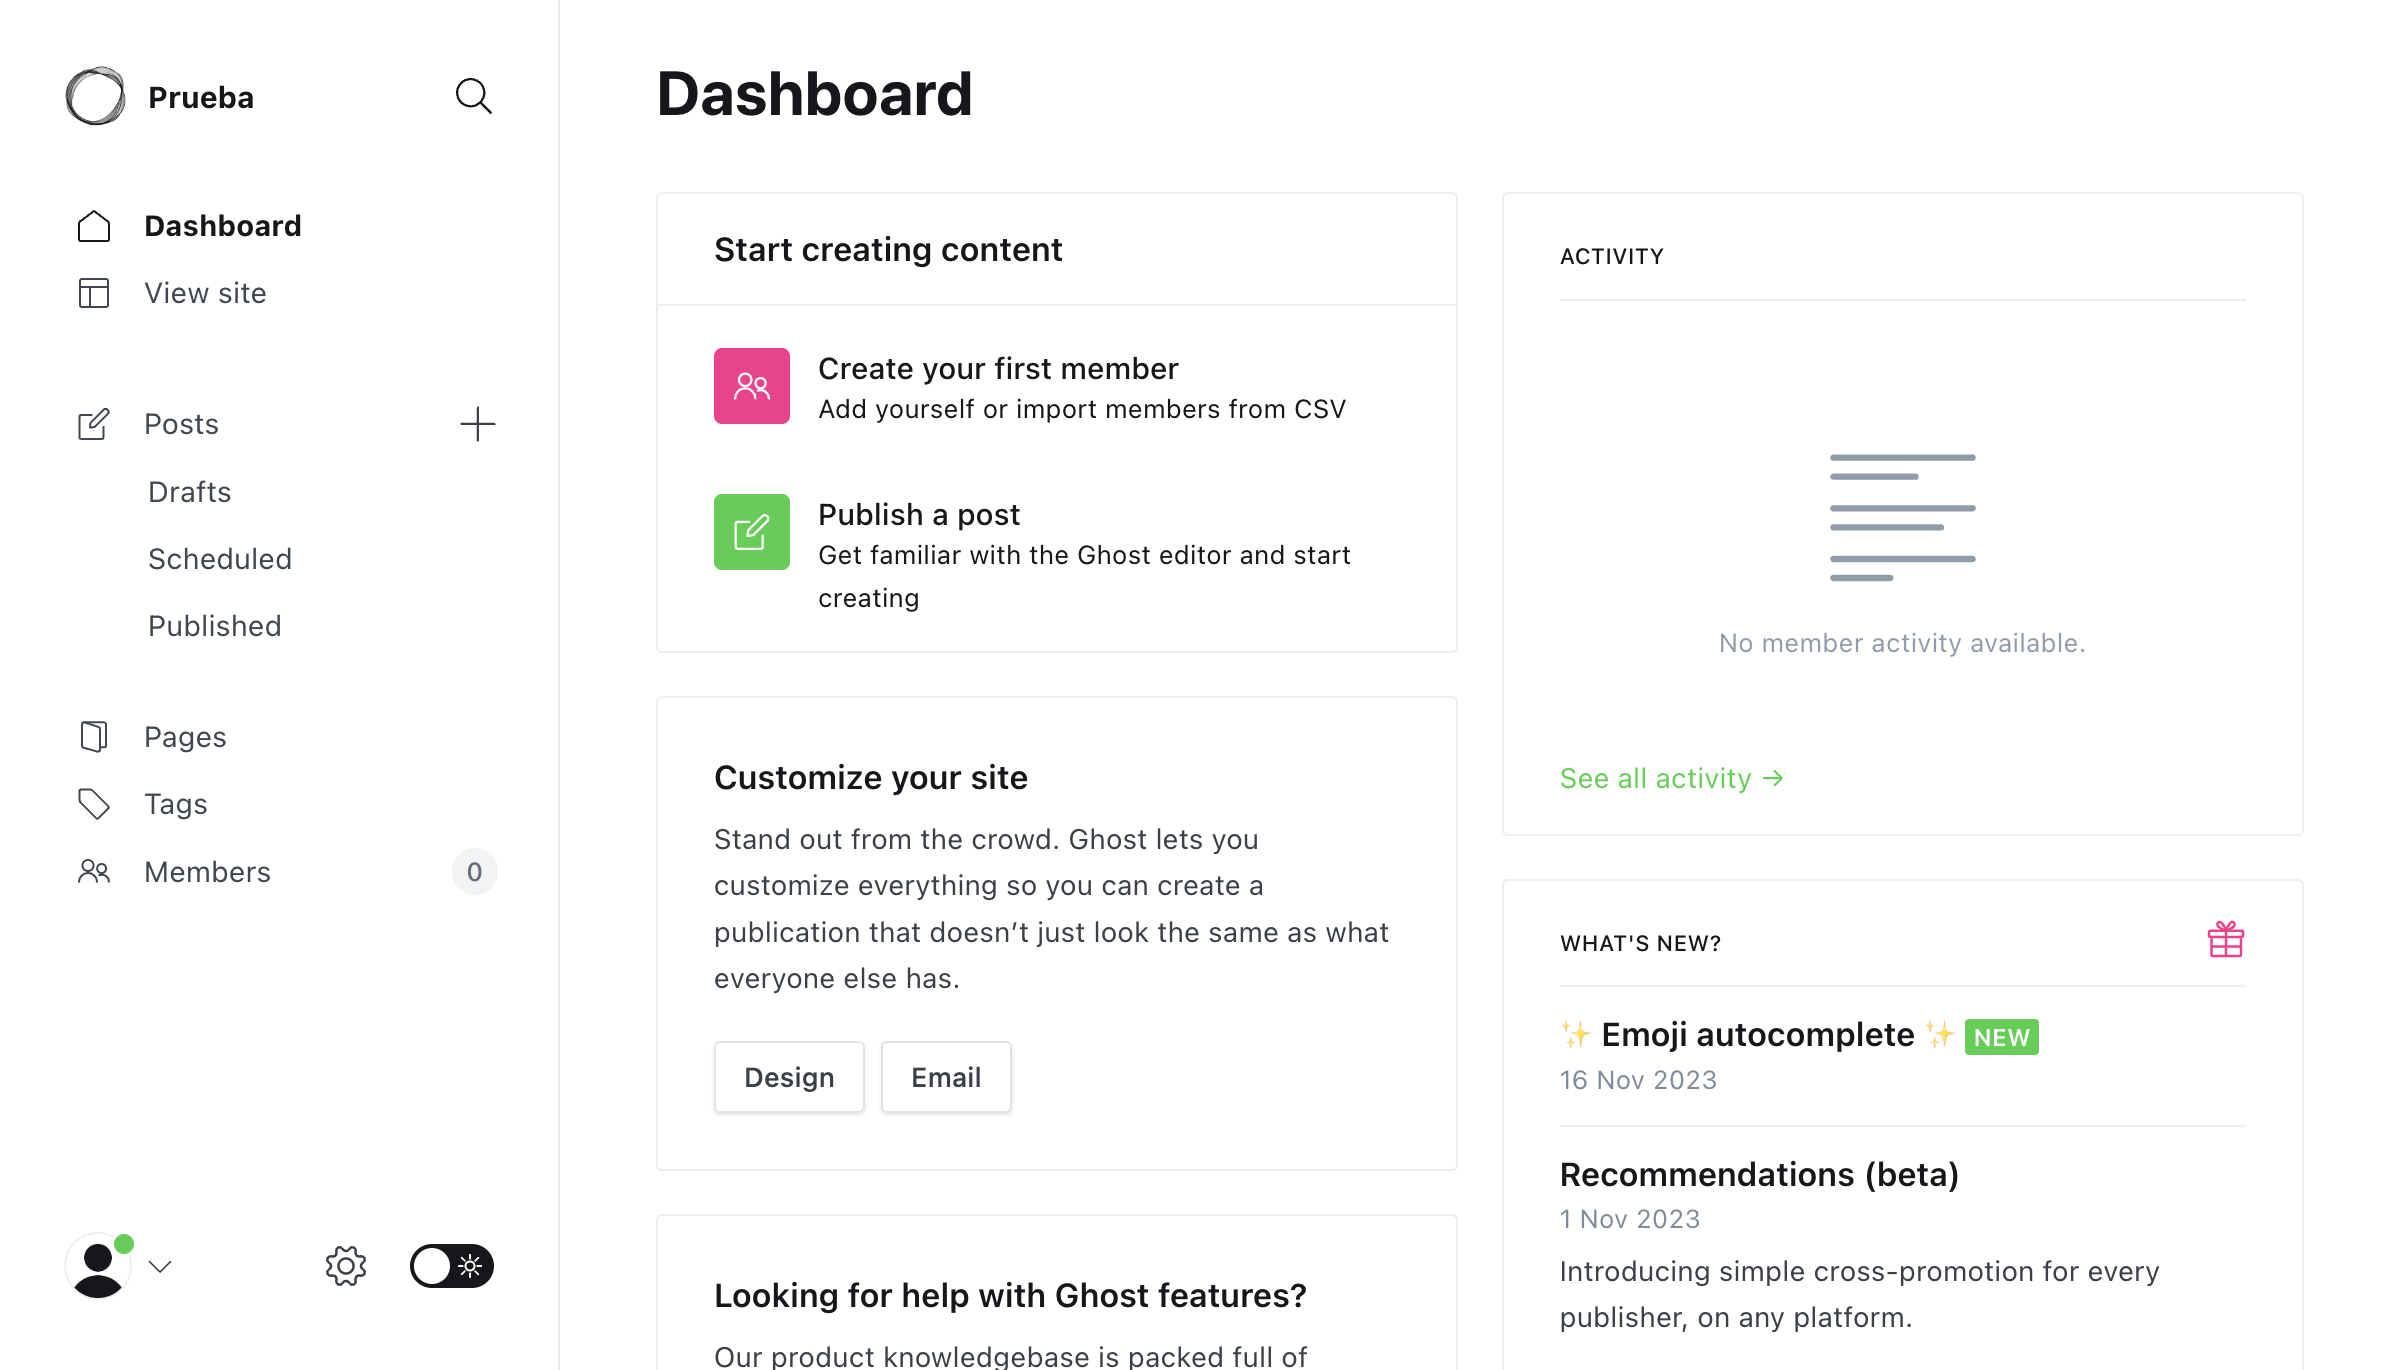 Prueba
Dashboard
View site
Posts
Drafts
Scheduled
Published
Pages
Tags
Members
0
Dashboard
Start creating content
Create your first member
Add yourself or import members from CSV
Publish a post
Get familiar with the Ghost editor and start
creating
Customize your site
Stand out from the crowd. Ghost lets you
customize everything so you can create a
publication that doesn’t just look the same as what
everyone else has.
Design
Email
Looking for help with Ghost features?
Our product knowledgebase is packed full of
ACTIVITY
No member activity available.
See all activity →
WHAT'S NEW?
✨ Emoji autocomplete ✨ NEW
16 Nov 2023
Recommendations (beta)
1 Nov 2023
Introducing simple cross-promotion for every
publisher, on any platform.